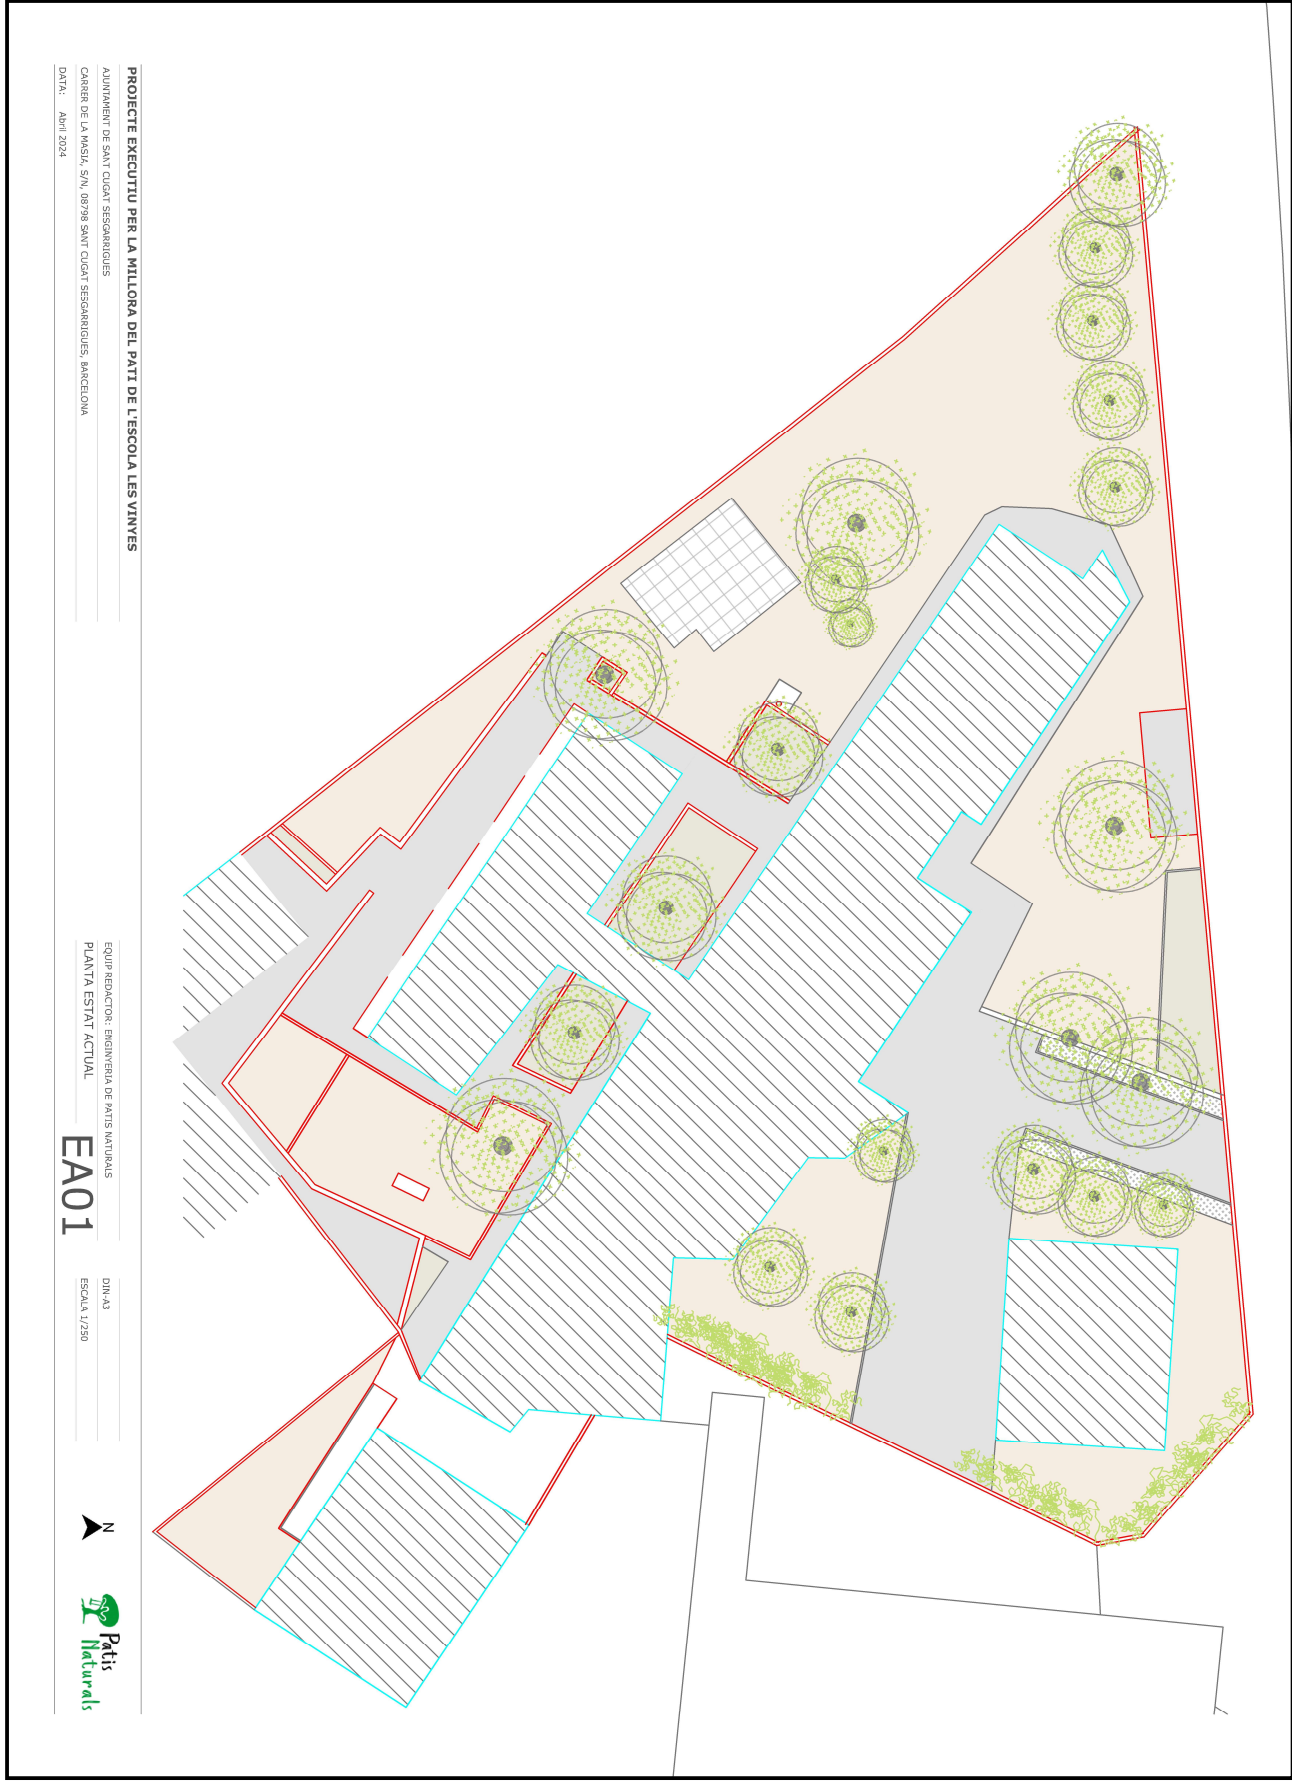 PROJECTE EXECUTIU PER LA MILLORA DEL PATI DE L'ESCOLA LES VINYES
AJUNTAMENT DE SANT CUGAT SESGARRIGUES
CARRER DE LA MASIA, S/N, 08798 SANT CUGAT SESGARRIGUES, BARCELONA
DATA: Abril 2024
EQUIP REDACTOR: ENGINYERIA DE PATIS NATURALS
PLANTA ESTAT ACTUAL
EA01
DIN-A3
ESCALA 1/250
N
Patis
Naturals